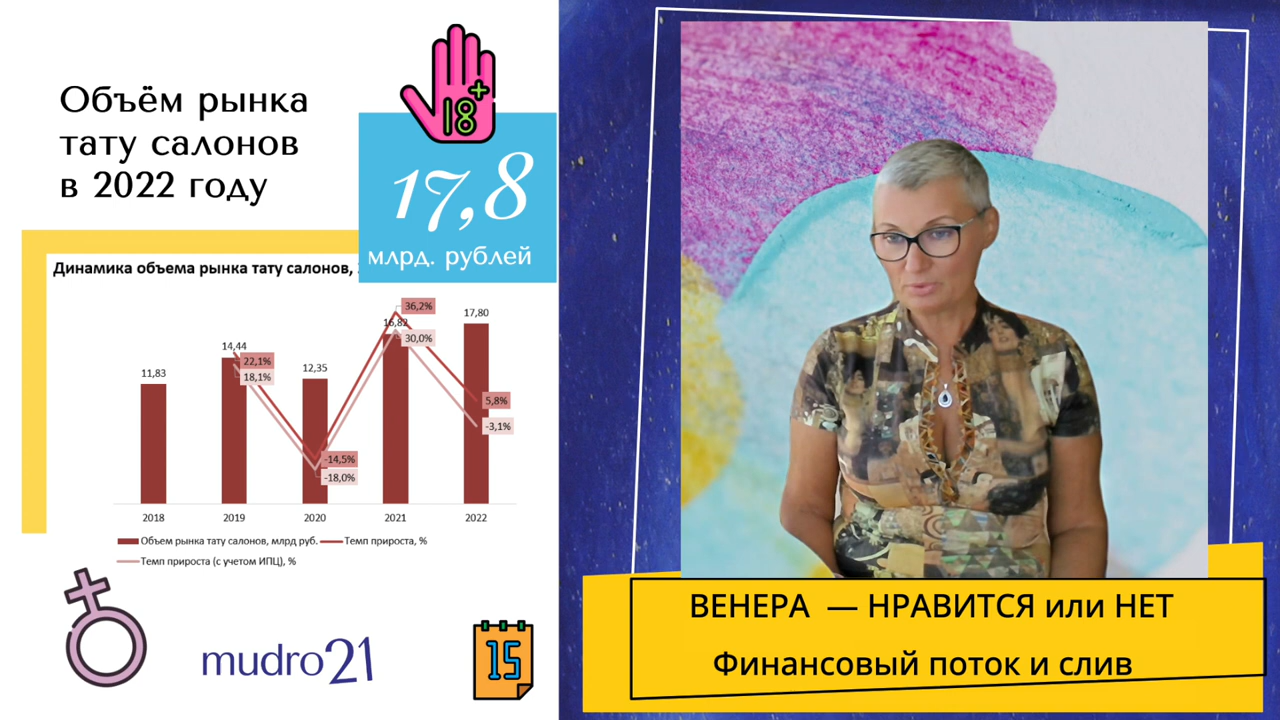 Объём рынка
тату салонов
в 2022 году
18+
17,8
млрд. рублей
Динамика объема рынка тату салонов,
11,83
14,44
22,1%
18,1%
12,35
-14,5%
-18,0%
16,82
36,2%
30,0%
17,80
5,8%
-3,1%
2018 2019 2020 2021 2022
Объем рынка тату салонов, млрд руб. Темп прироста, %
Темп прироста (с учетом ИПЦ), %
mudro21
15
ВЕНЕРА — НРАВИТСЯ или НЕТ
Финансовый поток и слив